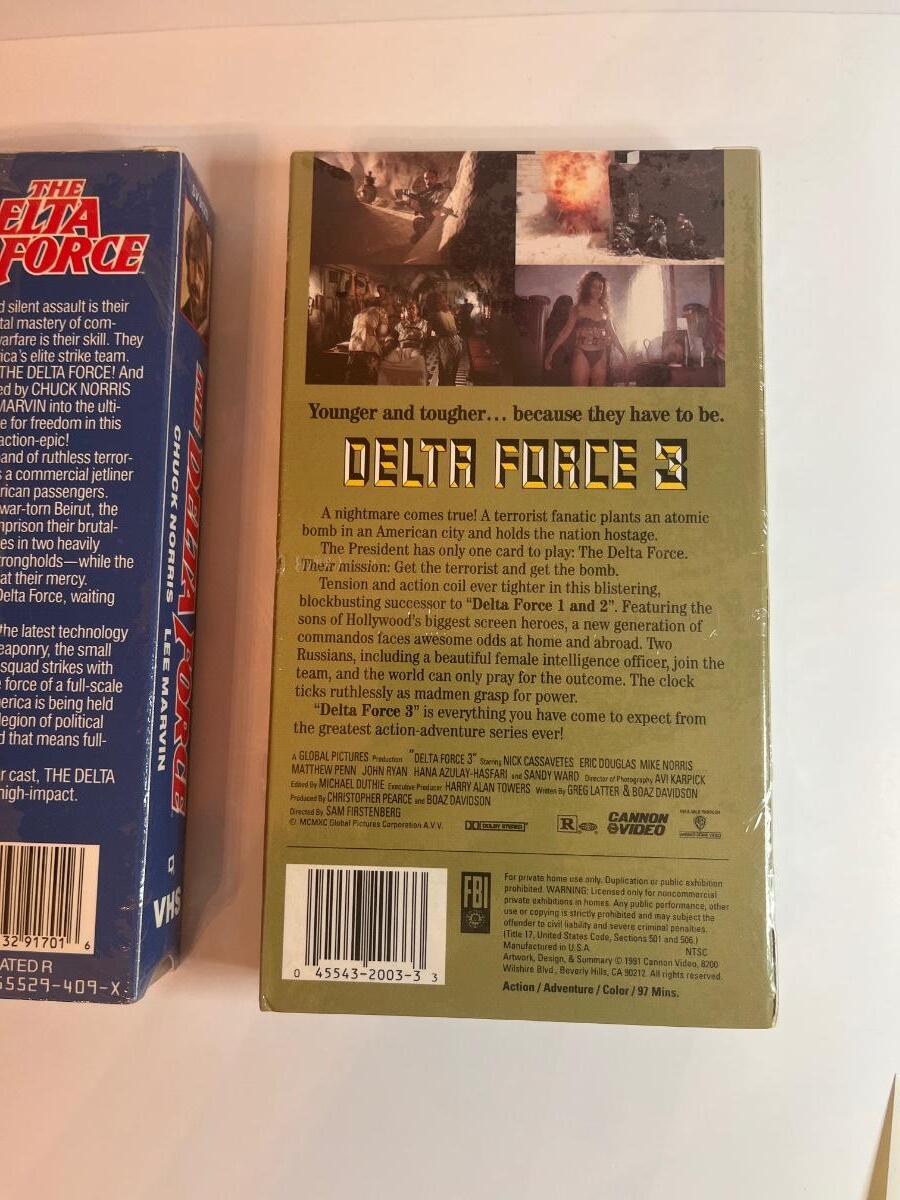 THE
ELTA
FORCE
d silent assault is their
tal mastery of com-
arfare is their skill. They
ica's elite strike team.
THE DELTA FORCE! And
ed by CHUCK NORRIS
MARVIN into the ulti-
e for freedom in this
action-epic!
and of ruthless terror-
s a commercial jetliner
rican passengers.
war-torn Beirut, the
mprison their brutal-
es in two heavily
rongholds—while the
at their mercy.
Delta Force, waiting
the latest technology
eaponry, the small
squad strikes with
force of a full-scale
erica is being held
legion of political
d that means full-
r cast, THE DELTA
high-impact.
32 91701 6
ATED R
55529-409-X
CHUCK NORRIS LEE MARVIN
THE DELTA FORCE
VHS
Younger and tougher... because they have to be.
DELTA FORCE 3
A nightmare comes true! A terrorist fanatic plants an atomic
bomb in an American city and holds the nation hostage.
The President has only one card to play: The Delta Force.
Their mission: Get the terrorist and get the bomb.
Tension and action coil ever tighter in this blistering,
blockbusting successor to "Delta Force 1 and 2". Featuring the
sons of Hollywood's biggest screen heroes, a new generation of
commandos faces awesome odds at home and abroad. Two
Russians, including a beautiful female intelligence officer, join the
team, and the world can only pray for the outcome. The clock
ticks ruthlessly as madmen grasp for power.
"Delta Force 3" is everything you have come to expect from
the greatest action-adventure series ever!
A GLOBAL PICTURES Production "DELTA FORCE 3" Starring NICK CASSAVETES ERIC DOUGLAS MIKE NORRIS
MATTHEW PENN JOHN RYAN HANA AZULAY-HASFARI and SANDY WARD Director of Photography AVI KARPICK
Edited By MICHAEL DUTHIE Executive Producer HARRY ALAN TOWERS Written By GREG LATTER & BOAZ DAVIDSON
Produced By CHRISTOPHER PEARCE and BOAZ DAVIDSON
Directed By SAM FIRSTENBERG
© MCMXC Global Pictures Corporation A.V.V.
DOLBY STEREO R CANNON VIDEO AVAILABLE THROUGH WARNER HOME VIDEO
0 45543-2003-3 3
FBI
For private home use only. Duplication or public exhibition
prohibited. WARNING: Licensed only for noncommercial
private exhibitions in homes. Any public performance, other
use or copying is strictly prohibited and may subject the
offender to civil liability and severe criminal penalties.
(Title 17, United States Code, Sections 501 and 506.)
Manufactured in U.S.A NTSC
Artwork, Design, & Summary © 1991 Cannon Video, 8200
Wilshire Blvd., Beverly Hills, CA 90212. All rights reserved.
Action / Adventure / Color / 97 Mins.